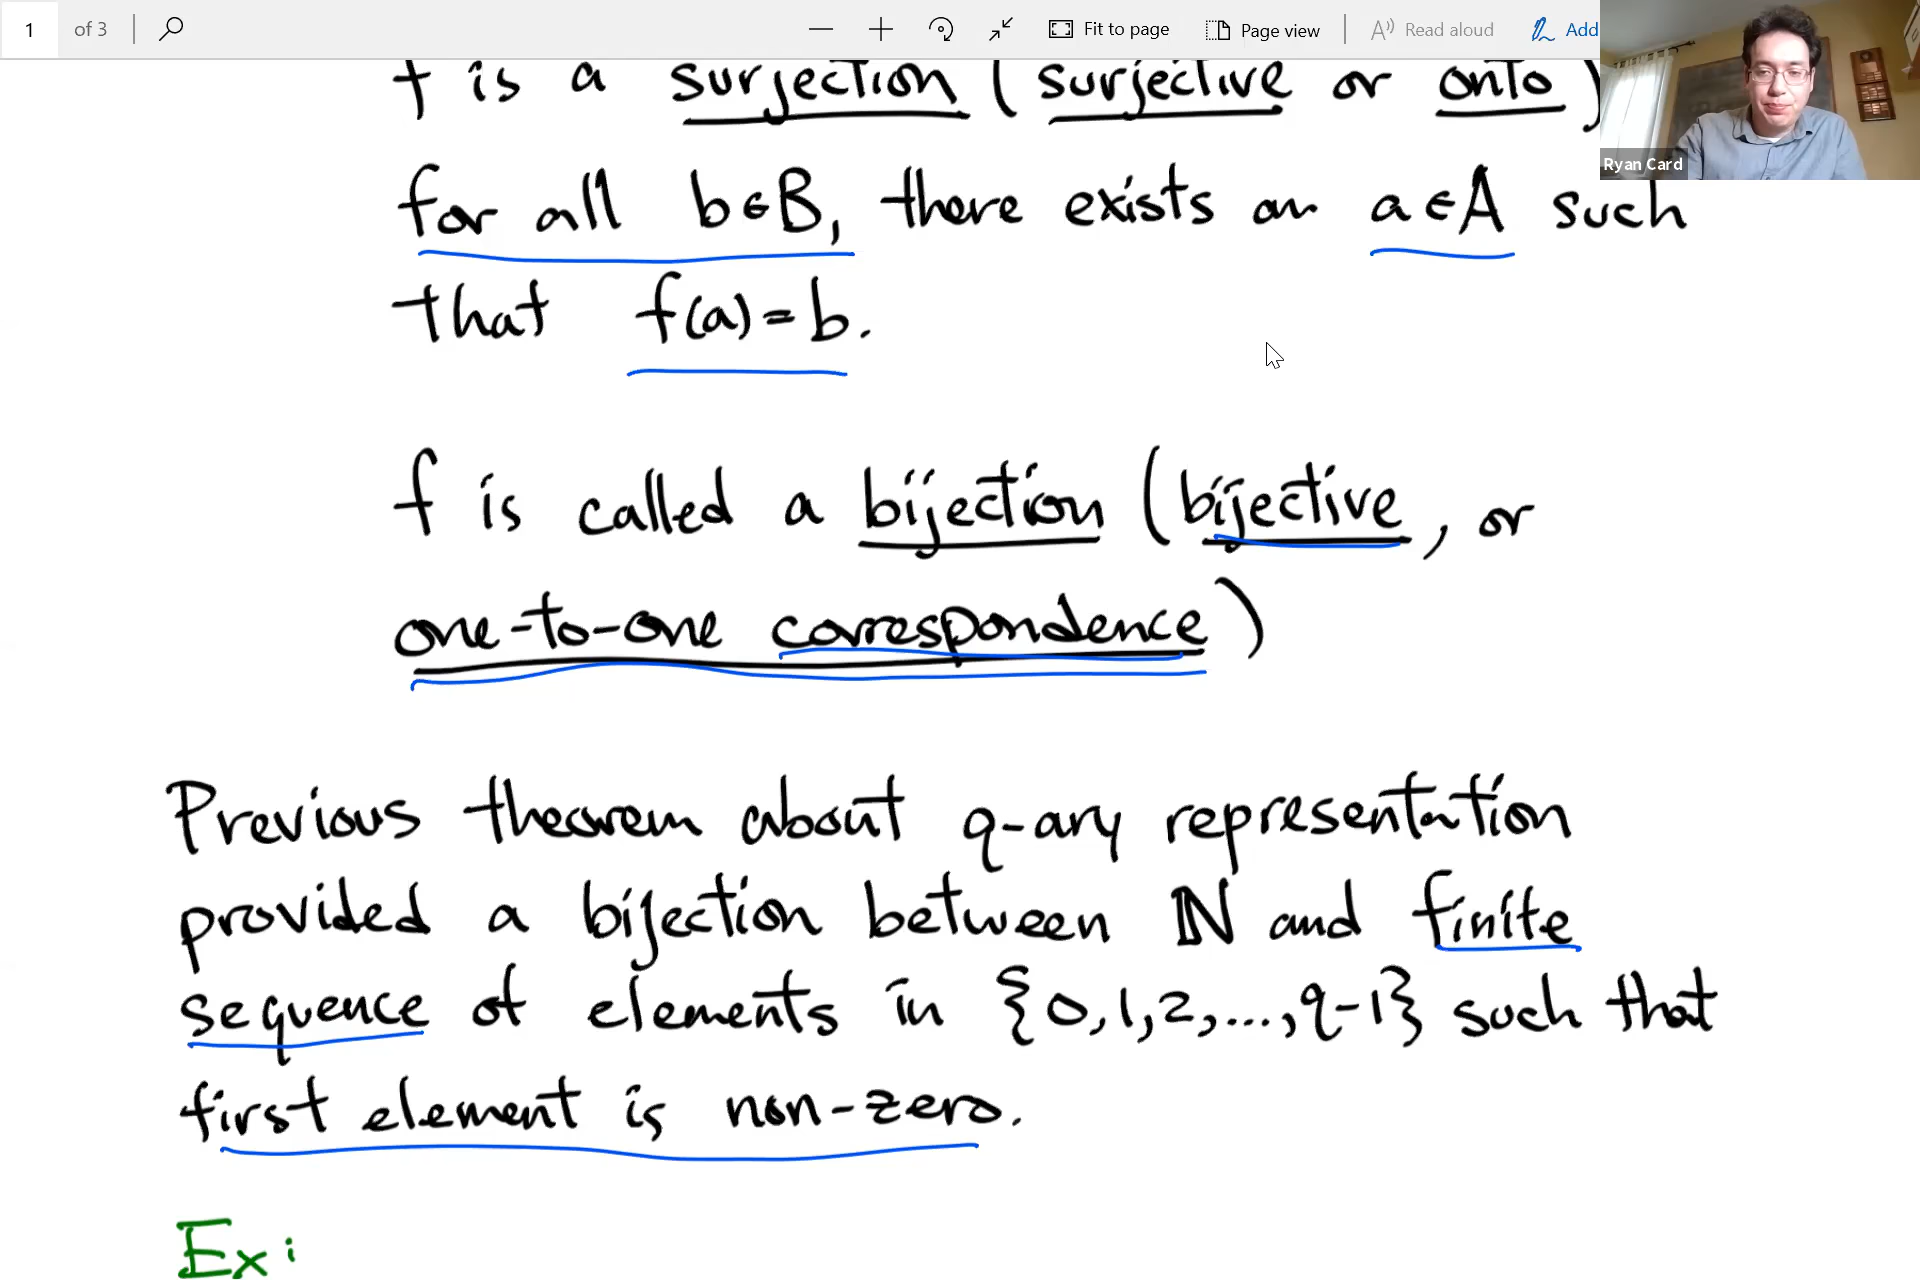 1 of 3 Fit to page Page view Read aloud Add
Ryan Card
f is a surjection (surjective or onto)
for all b∈B, there exists an a∈A such
that f(a)=b.
f is called a bijection (bijective, or
one-to-one correspondence)
Previous theorem about q-ary representation
provided a bijection between ℕ and finite
sequence of elements in {0,1,2,...,q-1} such that
first element is non-zero.
Ex: